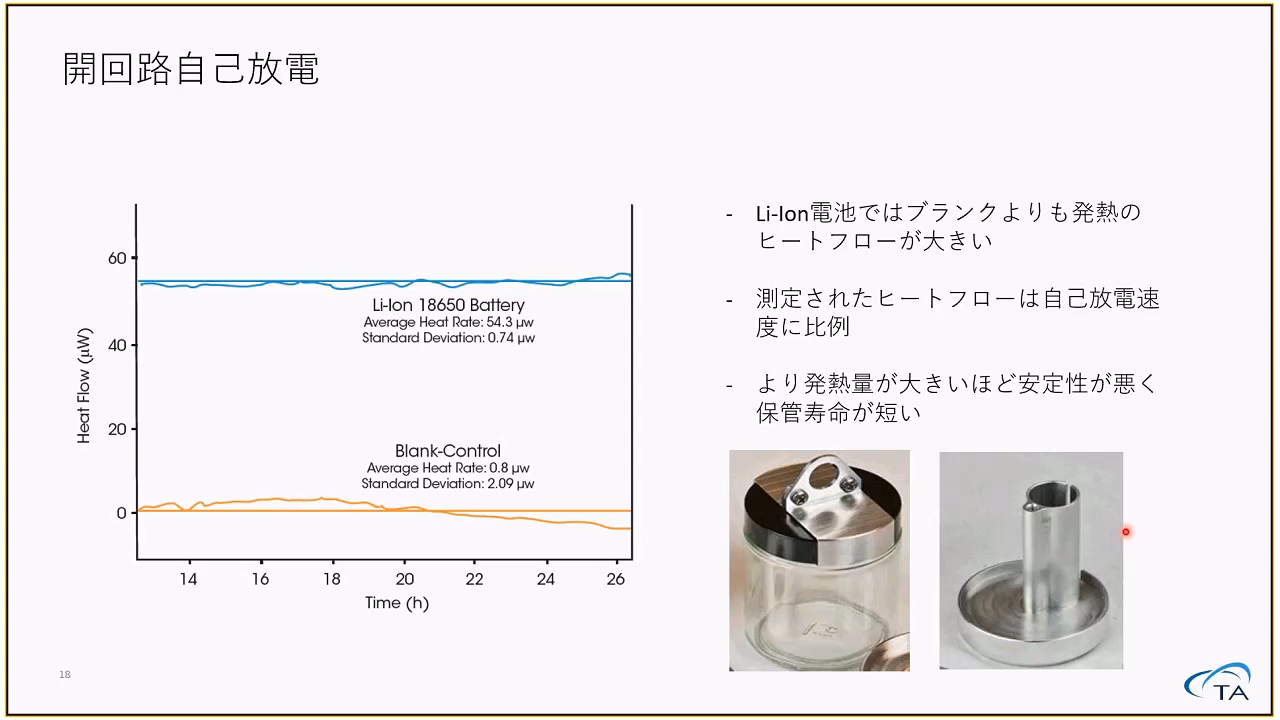 開回路自己放電
60
40
20
0
Heat Flow (μW)
Li-Ion 18650 Battery
Average Heat Rate: 54.3 μw
Standard Deviation: 0.74 μw
Blank-Control
Average Heat Rate: 0.8 μw
Standard Deviation: 2.09 μw
14 16 18 20 22 24 26
Time (h)
- Li-Ion電池ではブランクよりも発熱の
ヒートフローが大きい
- 測定されたヒートフローは自己放電速
度に比例
- より発熱量が大きいほど安定性が悪く
保管寿命が短い
18
TA